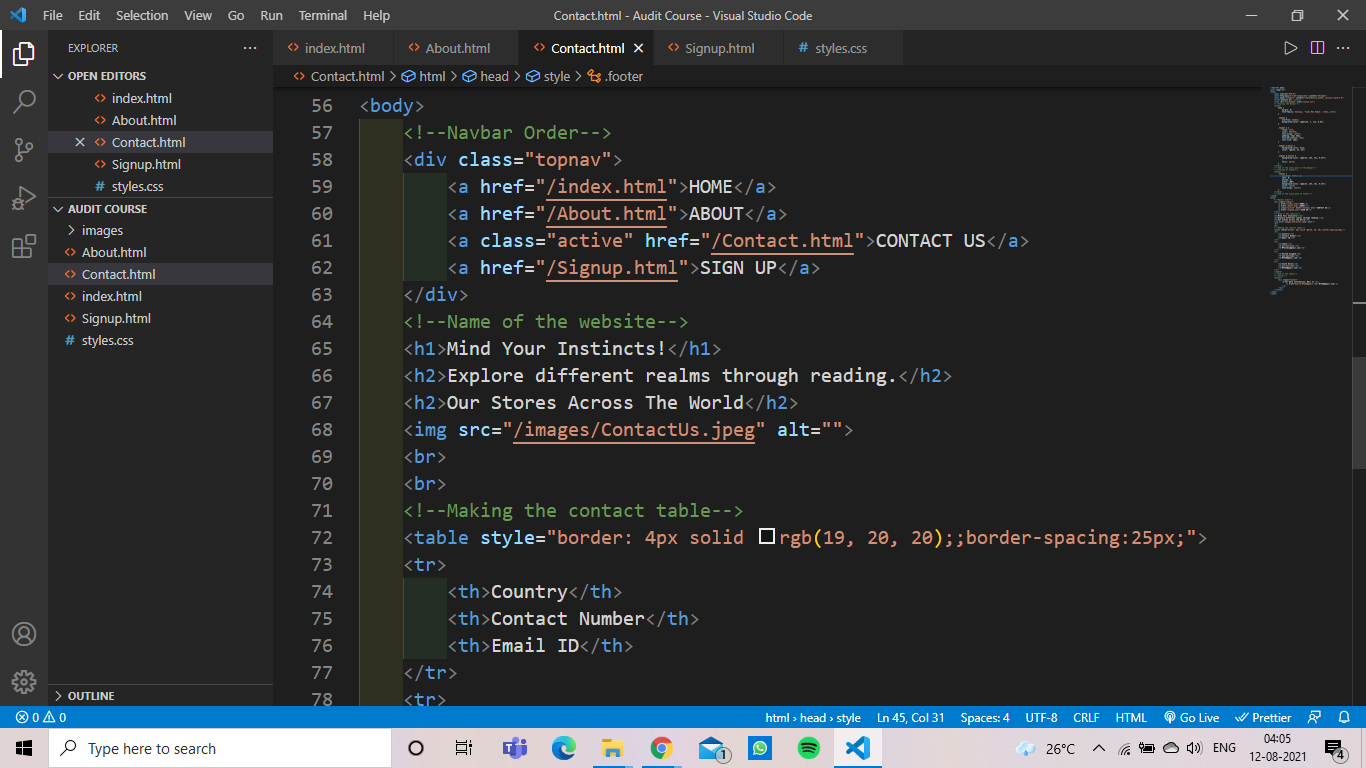 File Edit Selection View Go Run Terminal Help Contact.html - Audit Course - Visual Studio Code
EXPLORER
index.html About.html Contact.html Signup.html # styles.css
OPEN EDITORS
index.html
About.html
Contact.html
Signup.html
# styles.css
AUDIT COURSE
images
About.html
Contact.html
index.html
Signup.html
# styles.css
OUTLINE
Contact.html > html > head > style > .footer
56 <body>
57 <!--Navbar Order-->
58 <div class="topnav">
59 <a href="/index.html">HOME</a>
60 <a href="/About.html">ABOUT</a>
61 <a class="active" href="/Contact.html">CONTACT US</a>
62 <a href="/Signup.html">SIGN UP</a>
63 </div>
64 <!--Name of the website-->
65 <h1>Mind Your Instincts!</h1>
66 <h2>Explore different realms through reading.</h2>
67 <h2>Our Stores Across The World</h2>
68 <img src="/images/ContactUs.jpeg" alt="">
69 <br>
70 <br>
71 <!--Making the contact table-->
72 <table style="border: 4px solid rgb(19, 20, 20);;border-spacing:25px;">
73 <tr>
74 <th>Country</th>
75 <th>Contact Number</th>
76 <th>Email ID</th>
77 </tr>
78 <tr>
0 0 html › head › style Ln 45, Col 31 Spaces: 4 UTF-8 CRLF HTML Go Live Prettier
Type here to search 1 26°C ENG 04:05
12-08-2021 4